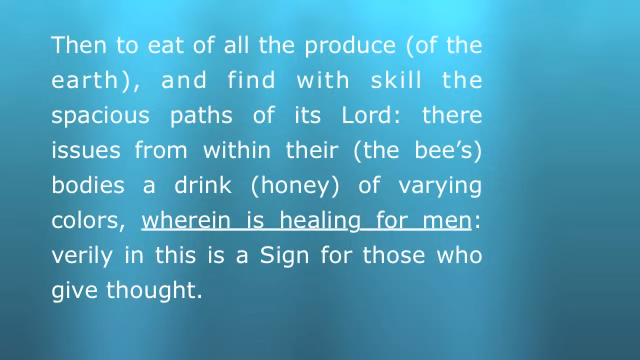 Then to eat of all the produce (of the
earth), and find with skill the
spacious paths of its Lord: there
issues from within their (the bee’s)
bodies a drink (honey) of varying
colors, wherein is healing for men:
verily in this is a Sign for those who
give thought.